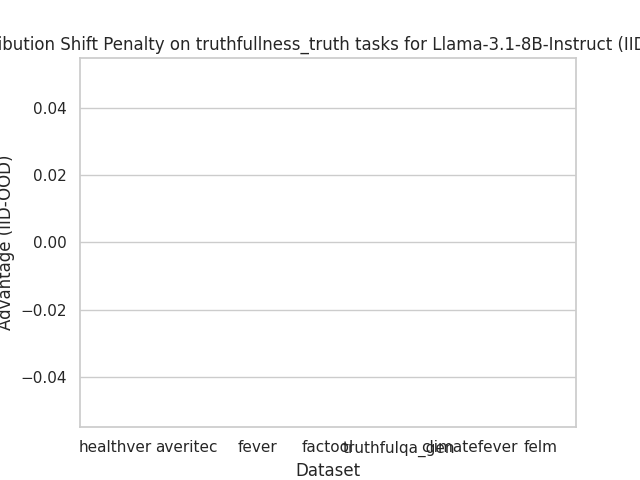 ibution Shift Penalty on truthfullness_truth tasks for Llama-3.1-8B-Instruct (IID
Advantage (IID-OOD)
0.04
0.02
0.00
−0.02
−0.04
healthver averitec fever factool truthfulqa_gen climatefever felm
Dataset